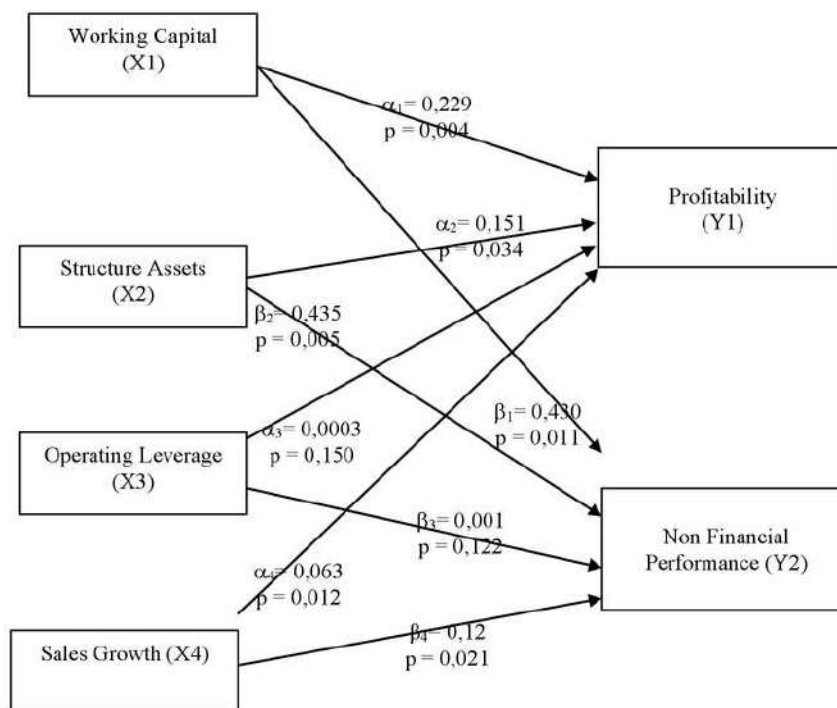 Working Capital
(X1)
α₁= 0,229
p = 0,004
Profitability
(Y1)
α₂= 0,151
p = 0,034
Structure Assets
(X2)
β₂= 0,435
p = 0,005
β₁= 0,430
p = 0,011
α₃= 0,0003
p = 0,150
Operating Leverage
(X3)
β₃= 0,001
p = 0,122
Non Financial
Performance (Y2)
α₄= 0,063
p = 0,012
β₄= 0,12
p = 0,021
Sales Growth (X4)